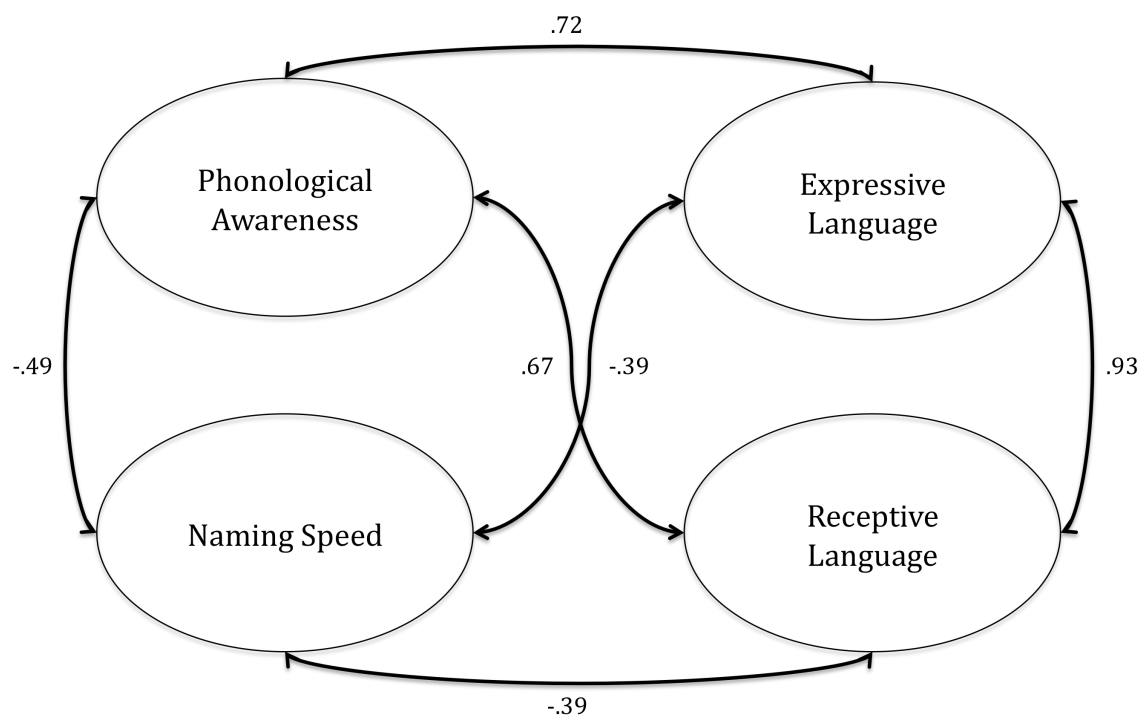 .72
Phonological
Awareness
Expressive
Language
-.49
.67
-.39
.93
Naming Speed
Receptive
Language
-.39